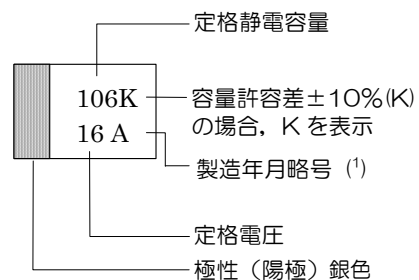 定格静電容量
106K
容量許容差±10%(K)
の場合，Kを表示
16 A
製造年月略号 (1)
定格電圧
極性（陽極）銀色